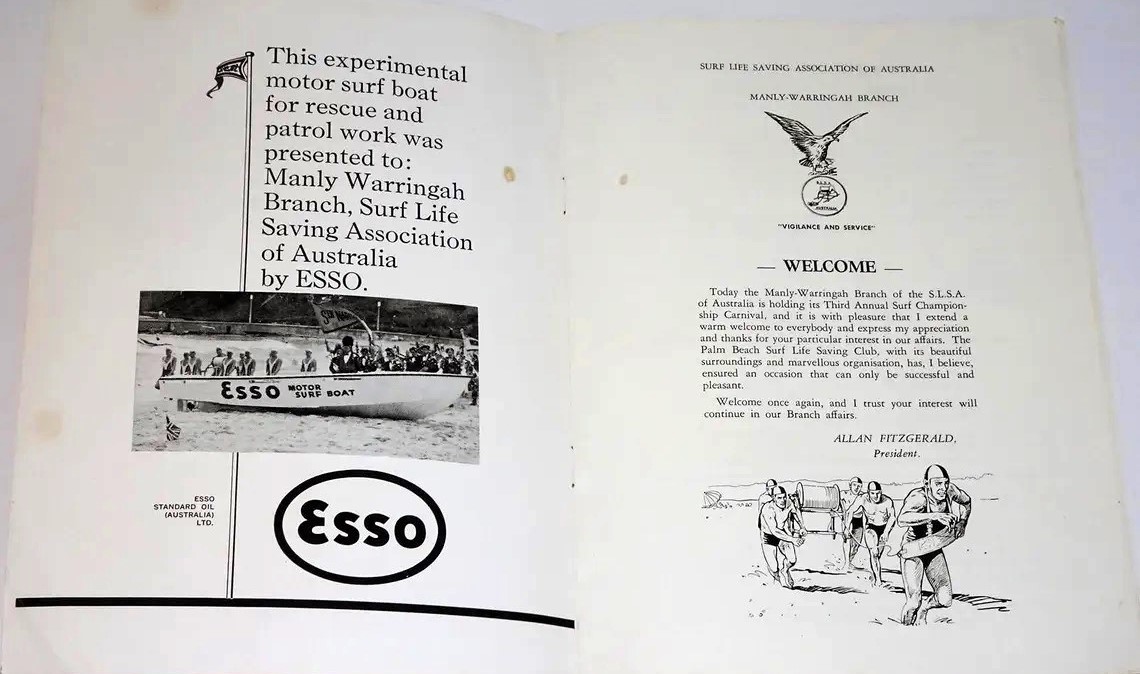 This experimental
motor surf boat
for rescue and
patrol work was
presented to:
Manly Warringah
Branch, Surf Life
Saving Association
of Australia
by ESSO.
ESSO MOTOR
SURF BOAT
ESSO
STANDARD OIL
(AUSTRALIA)
LTD.
ESSO
SURF LIFE SAVING ASSOCIATION OF AUSTRALIA
MANLY-WARRINGAH BRANCH
AUSTRALIA
"VIGILANCE AND SERVICE"
— WELCOME —
Today the Manly-Warringah Branch of the S.L.S.A.
of Australia is holding its Third Annual Surf Champion-
ship Carnival, and it is with pleasure that I extend a
warm welcome to everybody and express my appreciation
and thanks for your particular interest in our affairs. The
Palm Beach Surf Life Saving Club, with its beautiful
surroundings and marvellous organisation, has, I believe,
ensured an occasion that can only be successful and
pleasant.
Welcome once again, and I trust your interest will
continue in our Branch affairs.
ALLAN FITZGERALD,
President.